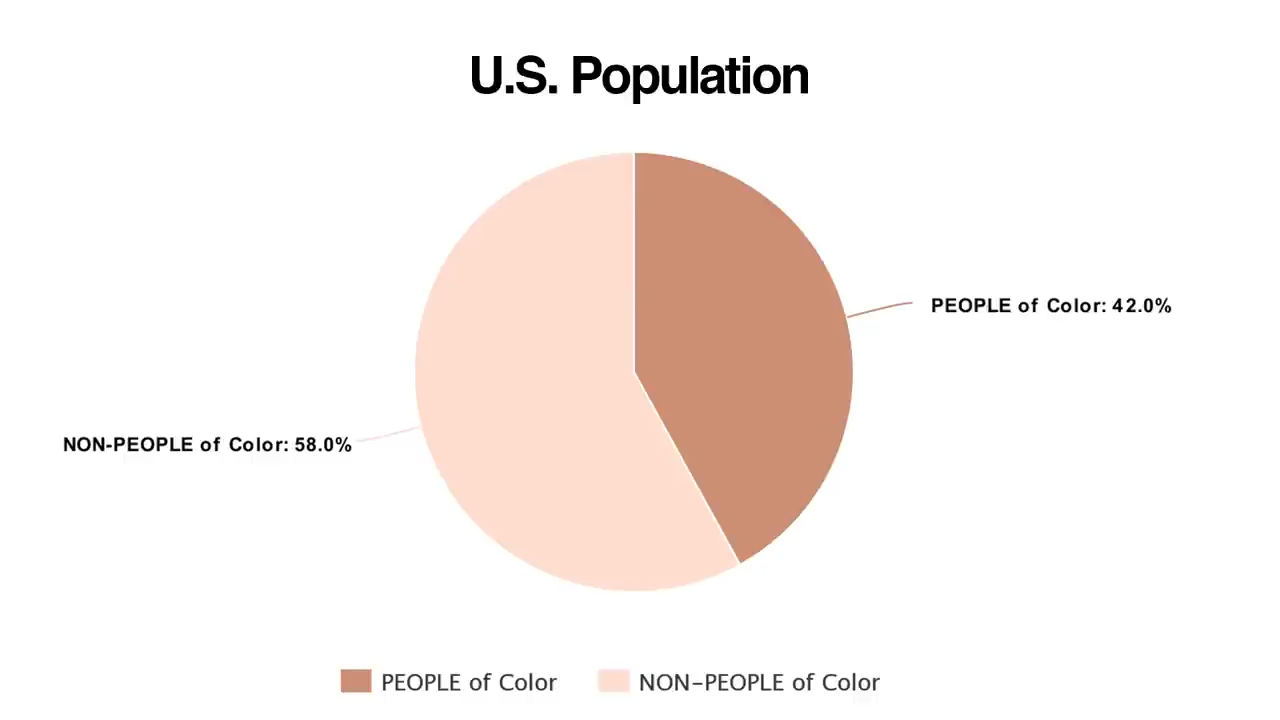 U.S. Population
PEOPLE of Color: 42.0%
NON-PEOPLE of Color: 58.0%
PEOPLE of Color
NON-PEOPLE of Color